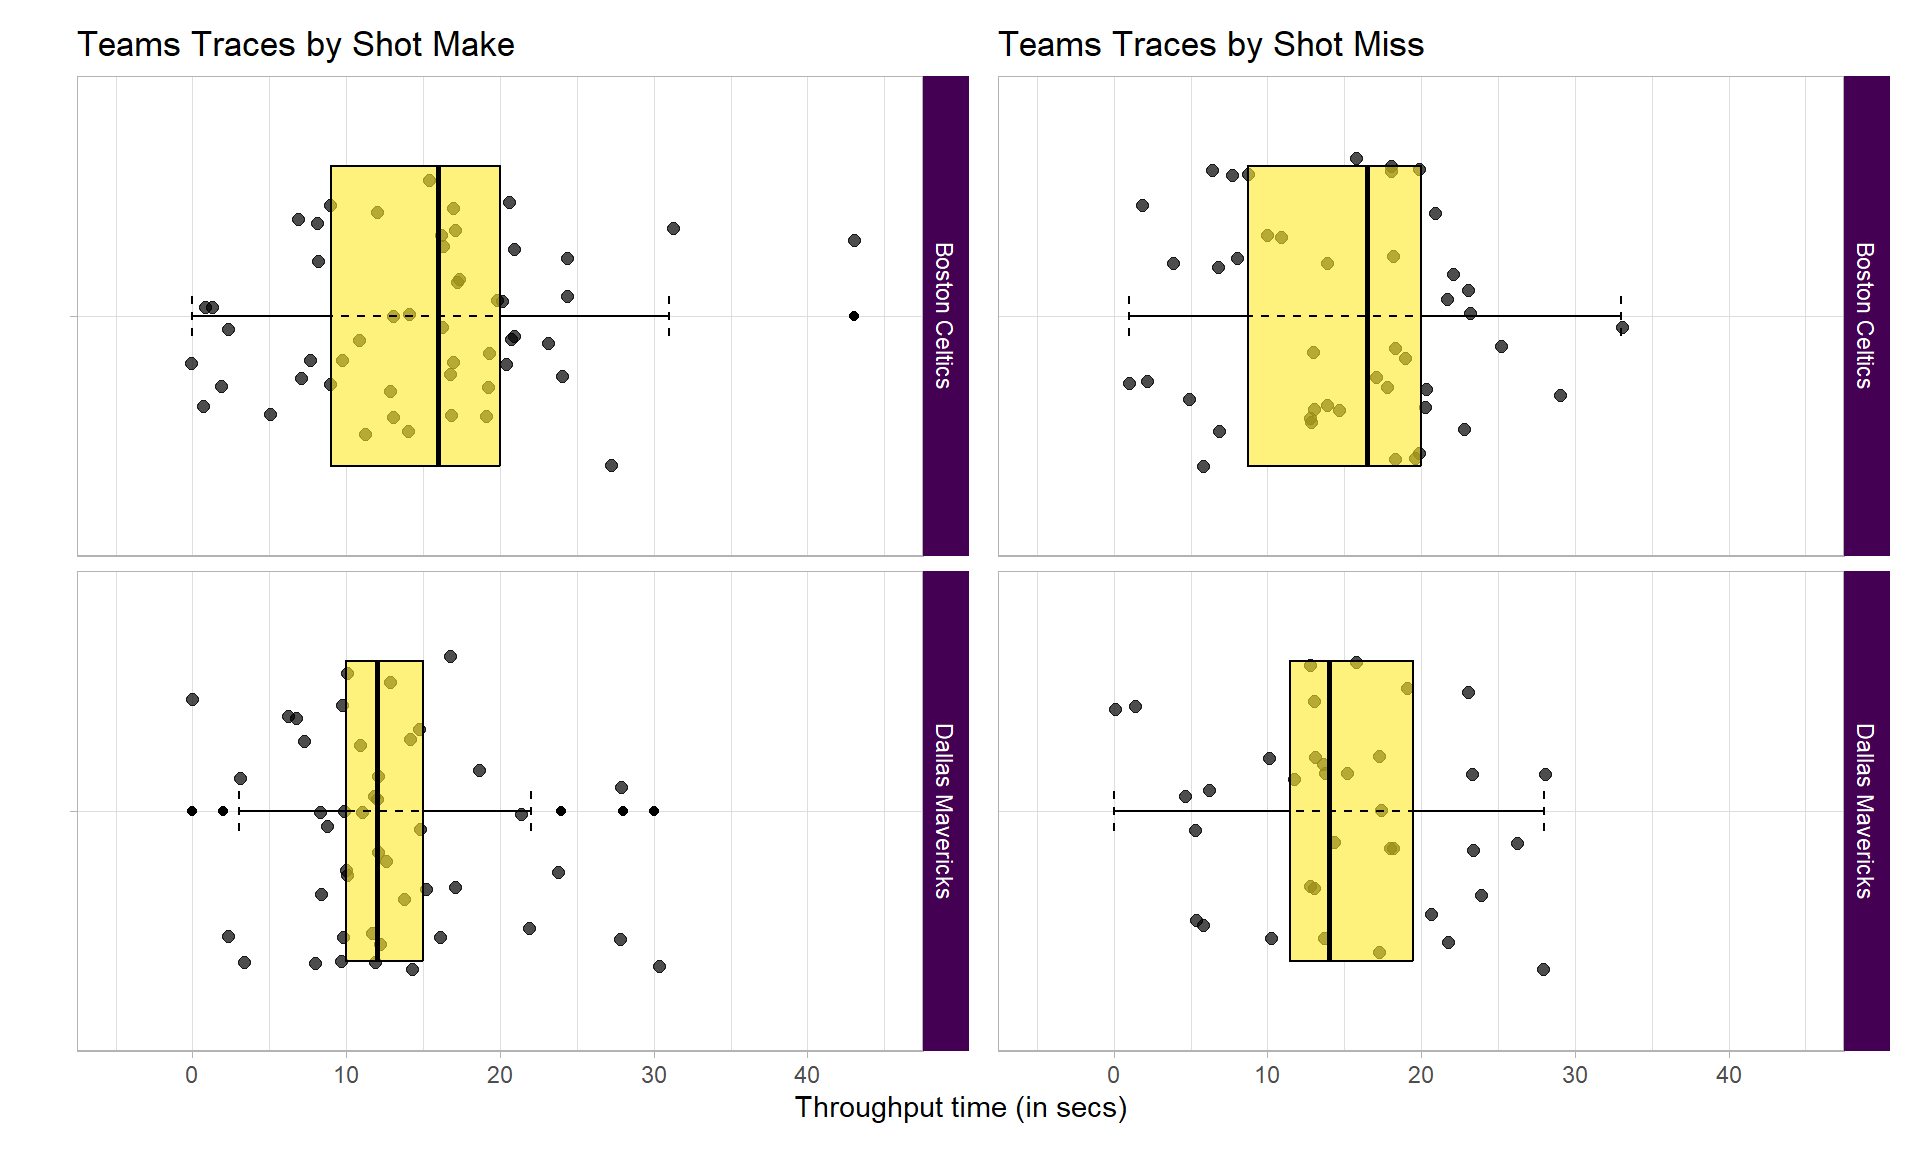 Teams Traces by Shot Make
Teams Traces by Shot Miss
Boston Celtics
Boston Celtics
Dallas Mavericks
Dallas Mavericks
0 10 20 30 40
0 10 20 30 40
Throughput time (in secs)